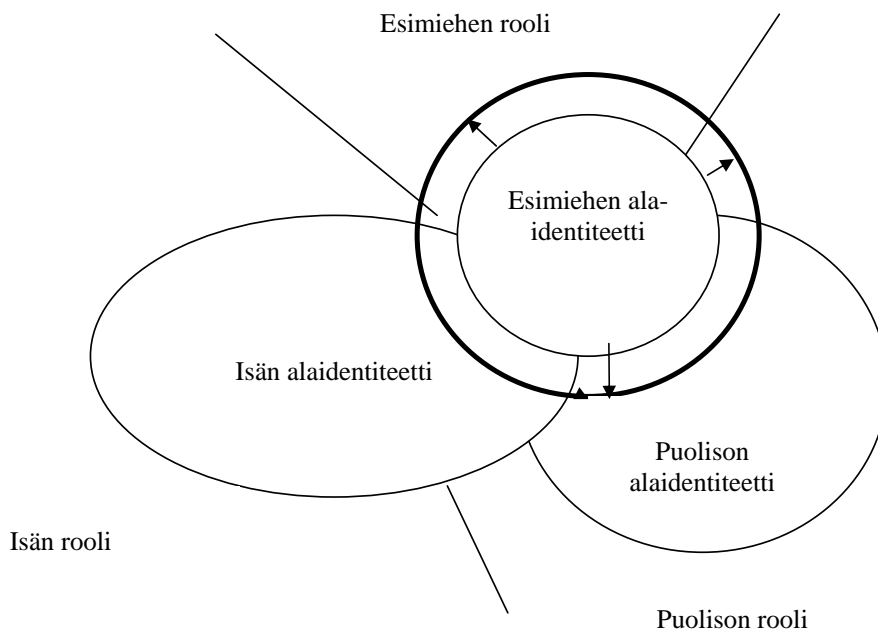 Esimiehen rooli
Esimiehen ala-
identiteetti
Isän alaidentiteetti
Puolison
alaidentiteetti
Isän rooli
Puolison rooli